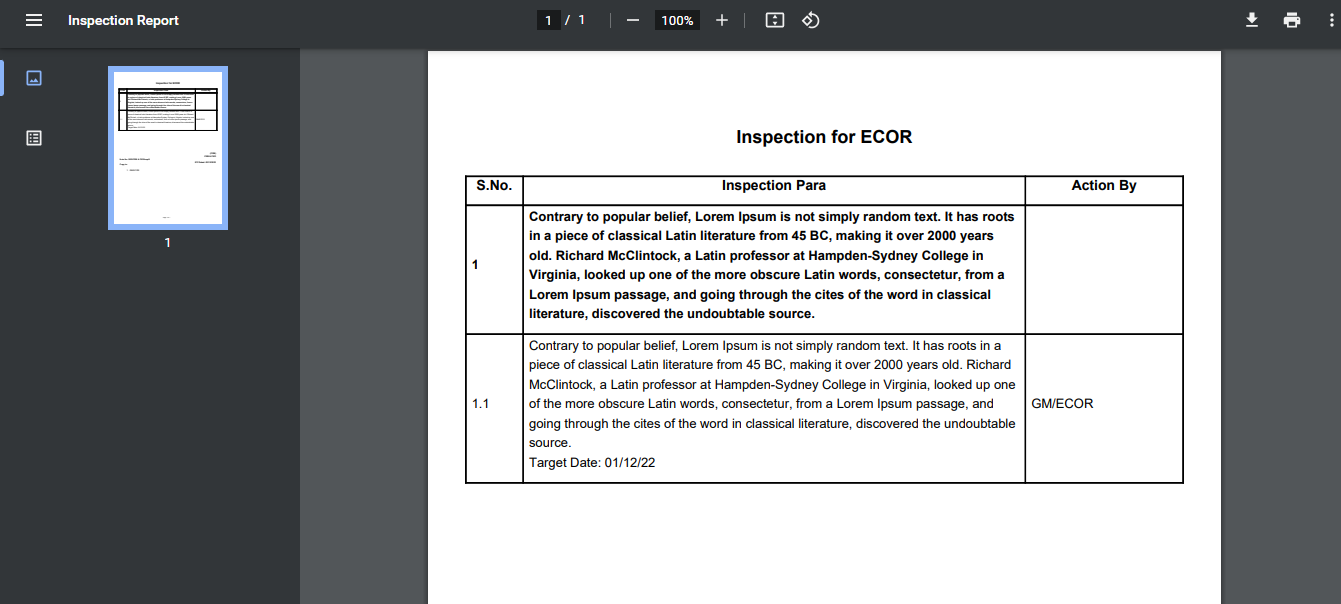 Inspection Report
1 / 1
100%
1
Inspection for ECOR
S.No. Inspection Para Action By
Contrary to popular belief, Lorem Ipsum is not simply random text. It has roots
in a piece of classical Latin literature from 45 BC, making it over 2000 years
old. Richard McClintock, a Latin professor at Hampden-Sydney College in
1
Virginia, looked up one of the more obscure Latin words, consectetur, from a
Lorem Ipsum passage, and going through the cites of the word in classical
literature, discovered the undoubtable source.
Contrary to popular belief, Lorem Ipsum is not simply random text. It has roots in a
piece of classical Latin literature from 45 BC, making it over 2000 years old. Richard
McClintock, a Latin professor at Hampden-Sydney College in Virginia, looked up one
1.1 of the more obscure Latin words, consectetur, from a Lorem Ipsum passage, and GM/ECOR
going through the cites of the word in classical literature, discovered the undoubtable
source.
Target Date: 01/12/22